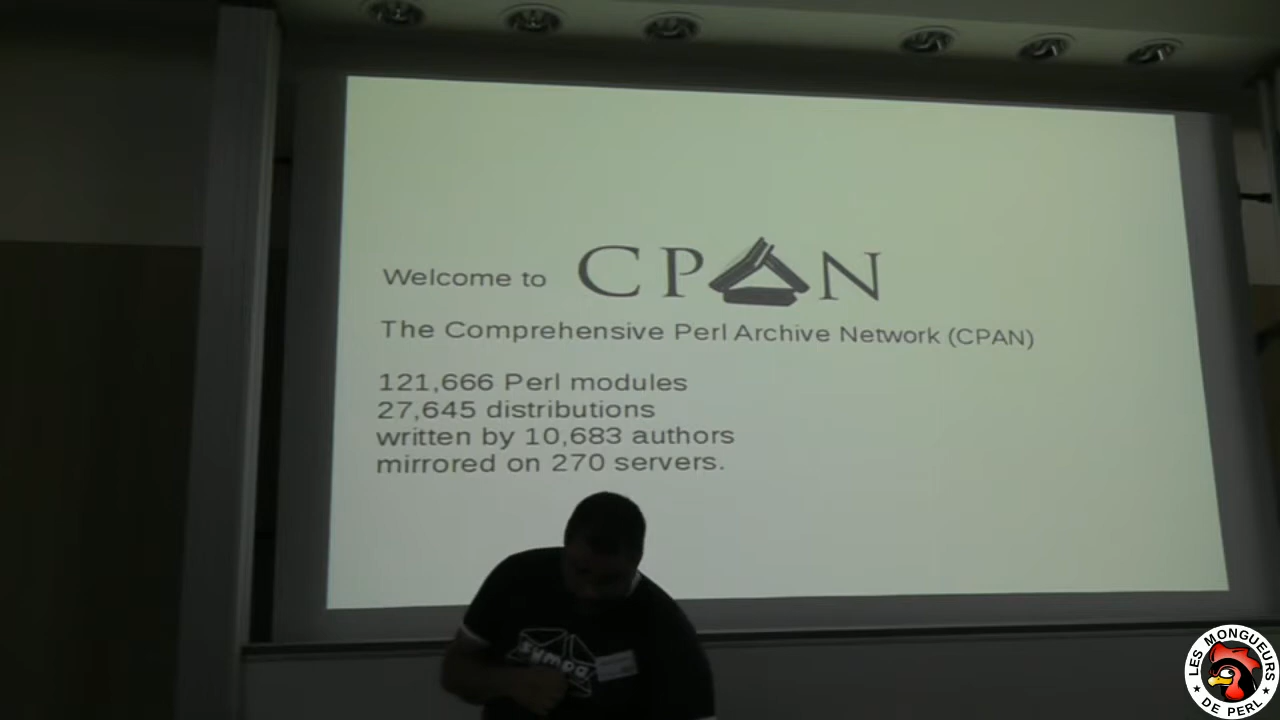 Welcome to CPAN
The Comprehensive Perl Archive Network (CPAN)
121,666 Perl modules
27,645 distributions
written by 10,683 authors
mirrored on 270 servers.
sympa
LES MONGUEURS
DE PERL